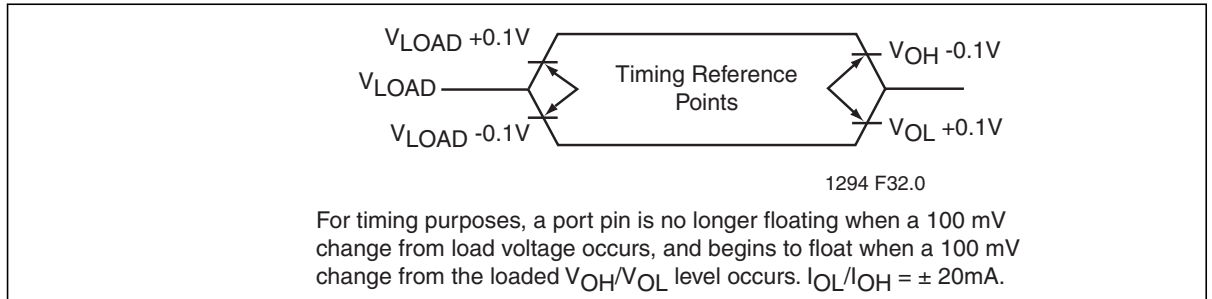 VLOAD +0.1V
VLOAD
VLOAD -0.1V
Timing Reference
Points
VOH -0.1V
VOL +0.1V
1294 F32.0
For timing purposes, a port pin is no longer floating when a 100 mV
change from load voltage occurs, and begins to float when a 100 mV
change from the loaded VOH/VOL level occurs. IOL/IOH = ± 20mA.